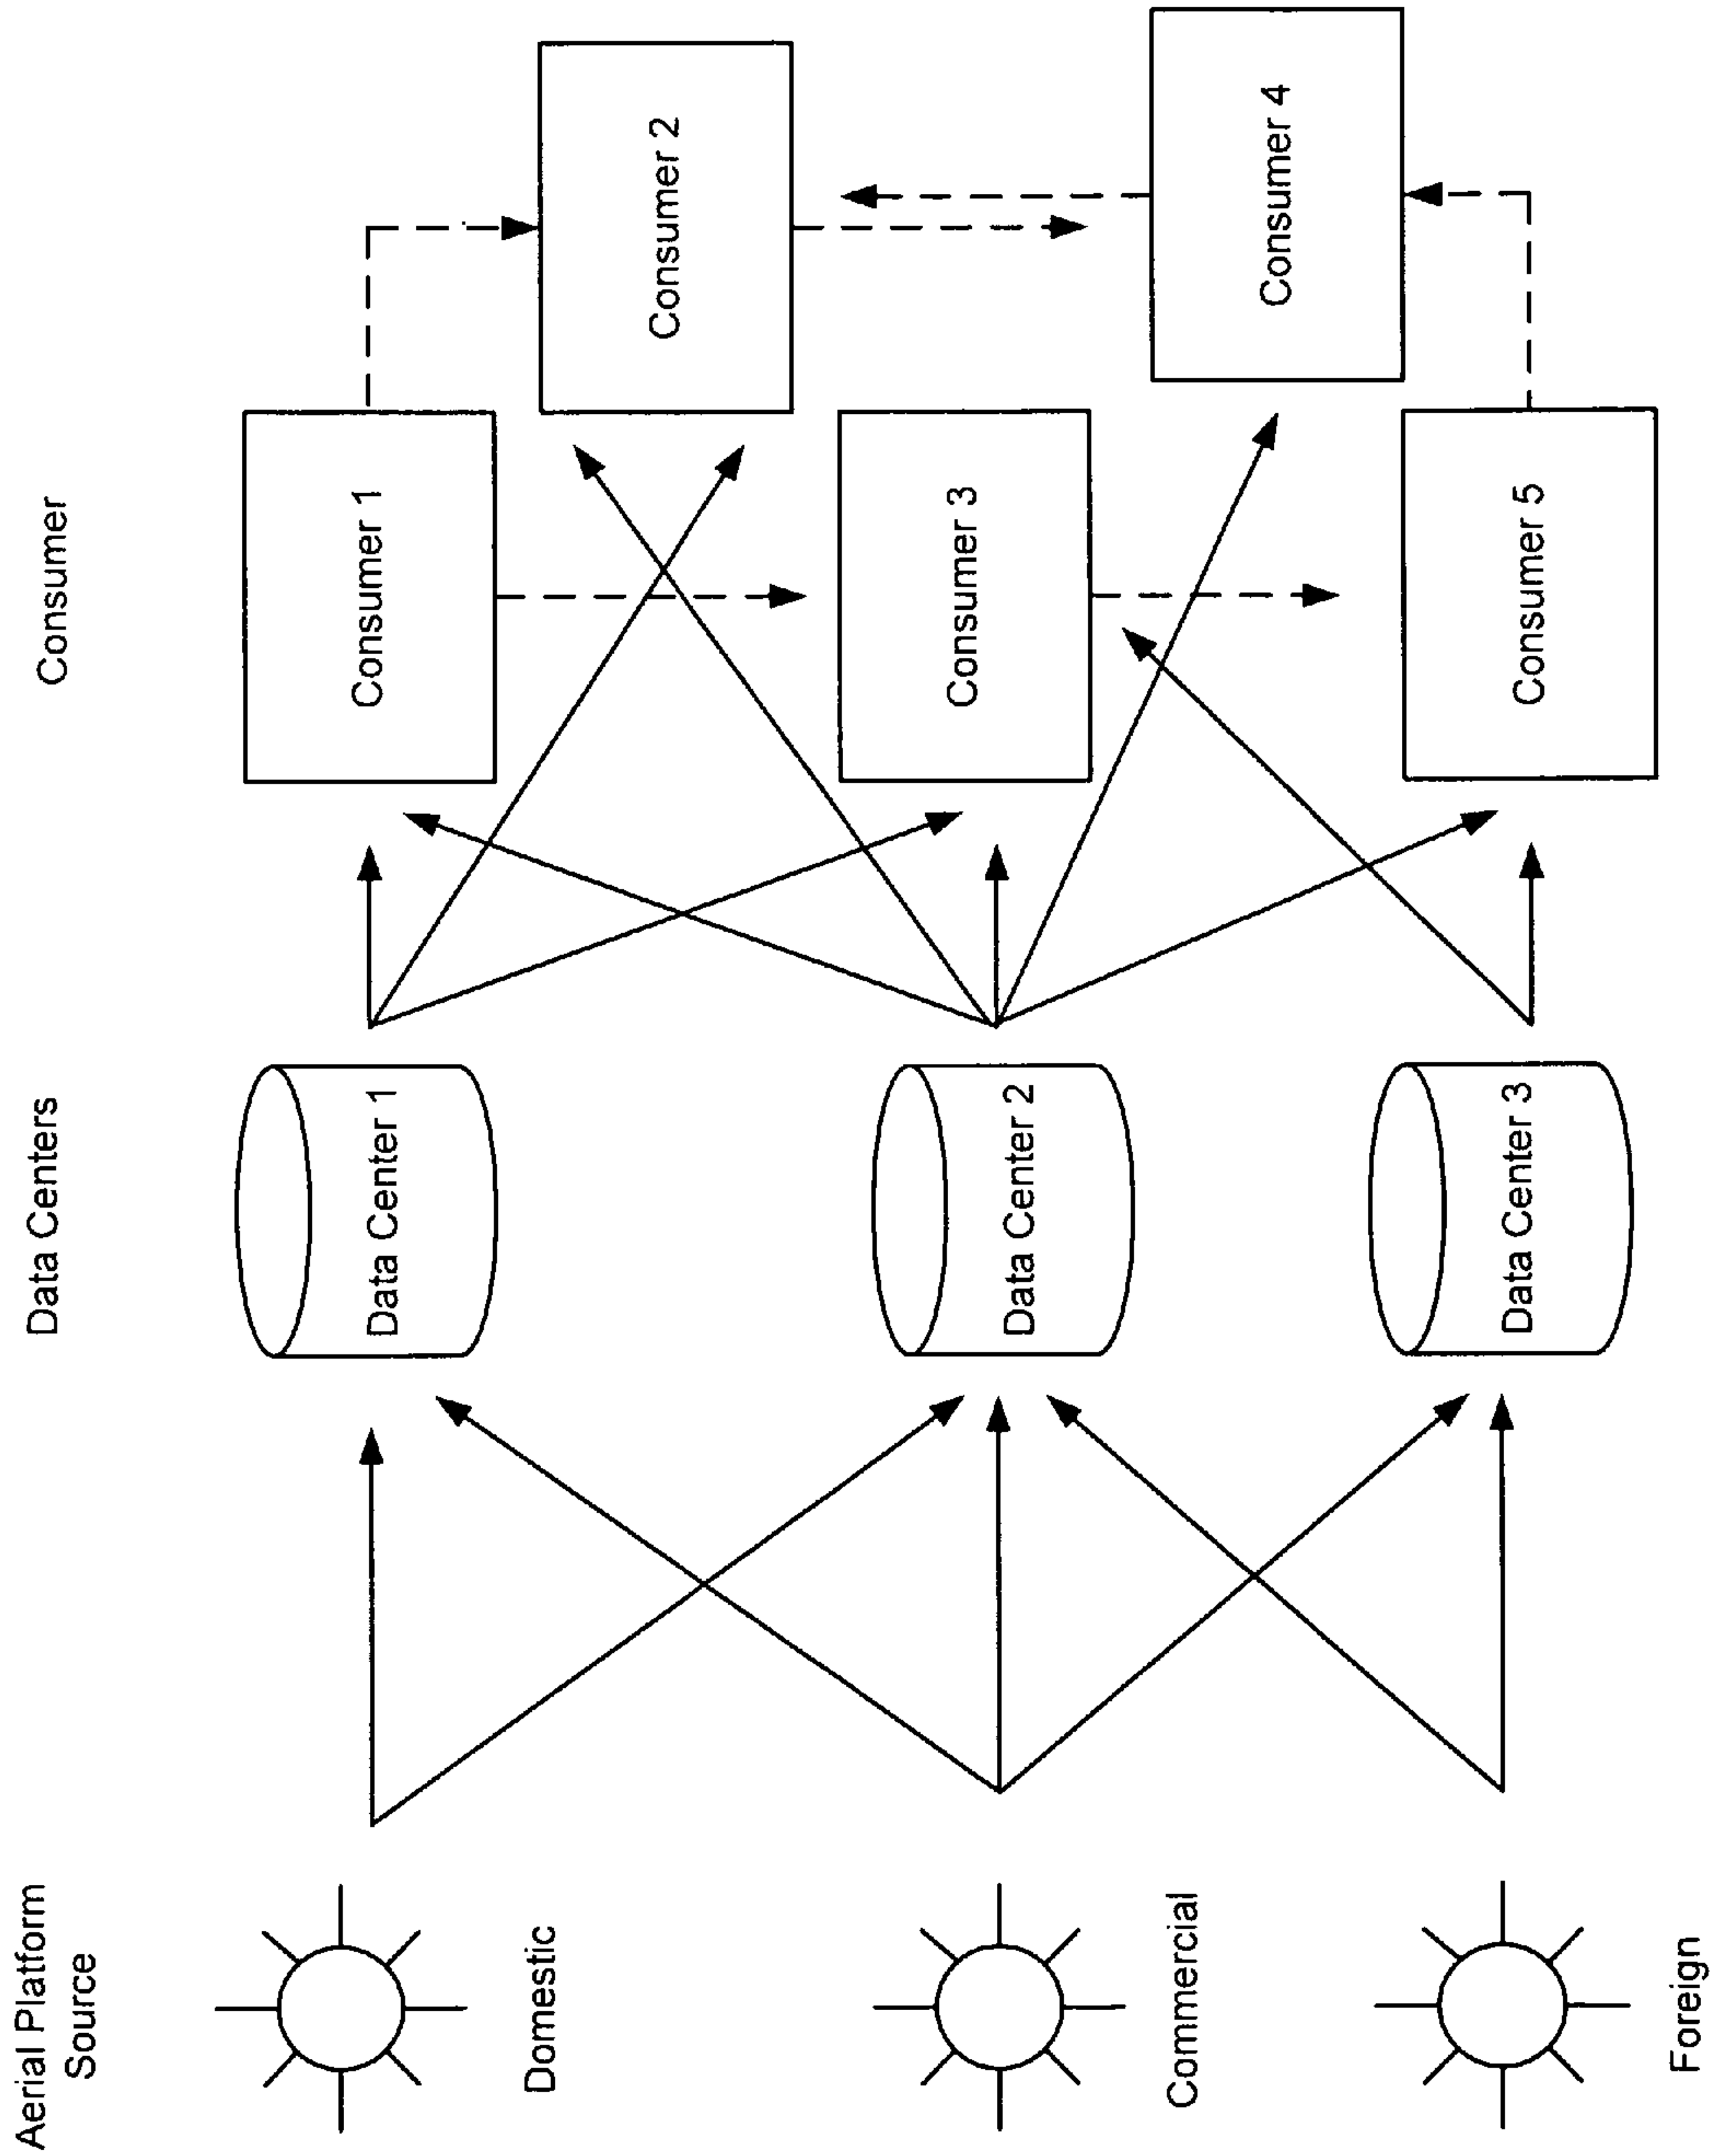 Aerial Platform
Source
Data Centers
Consumer
Domestic
Commercial
Foreign
Data Center 1
Data Center 2
Data Center 3
Consumer 1
Consumer 2
Consumer 3
Consumer 4
Consumer 5